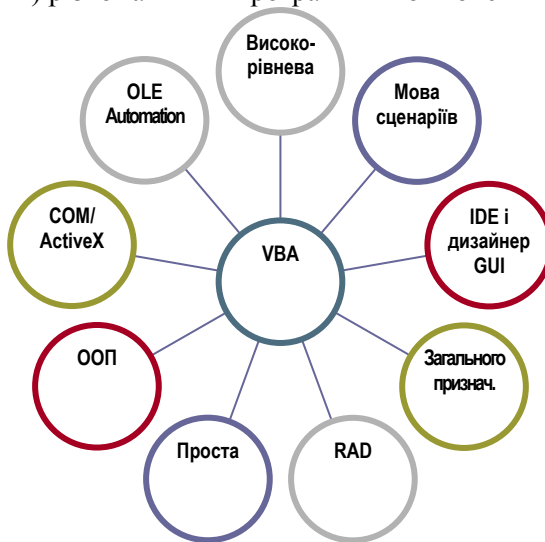 Високо-
рівнева
Мова
сценаріїв
IDE і
дизайнер
GUI
Загального
признач.
RAD
Проста
ООП
COM/
ActiveX
OLE
Automation
VBA